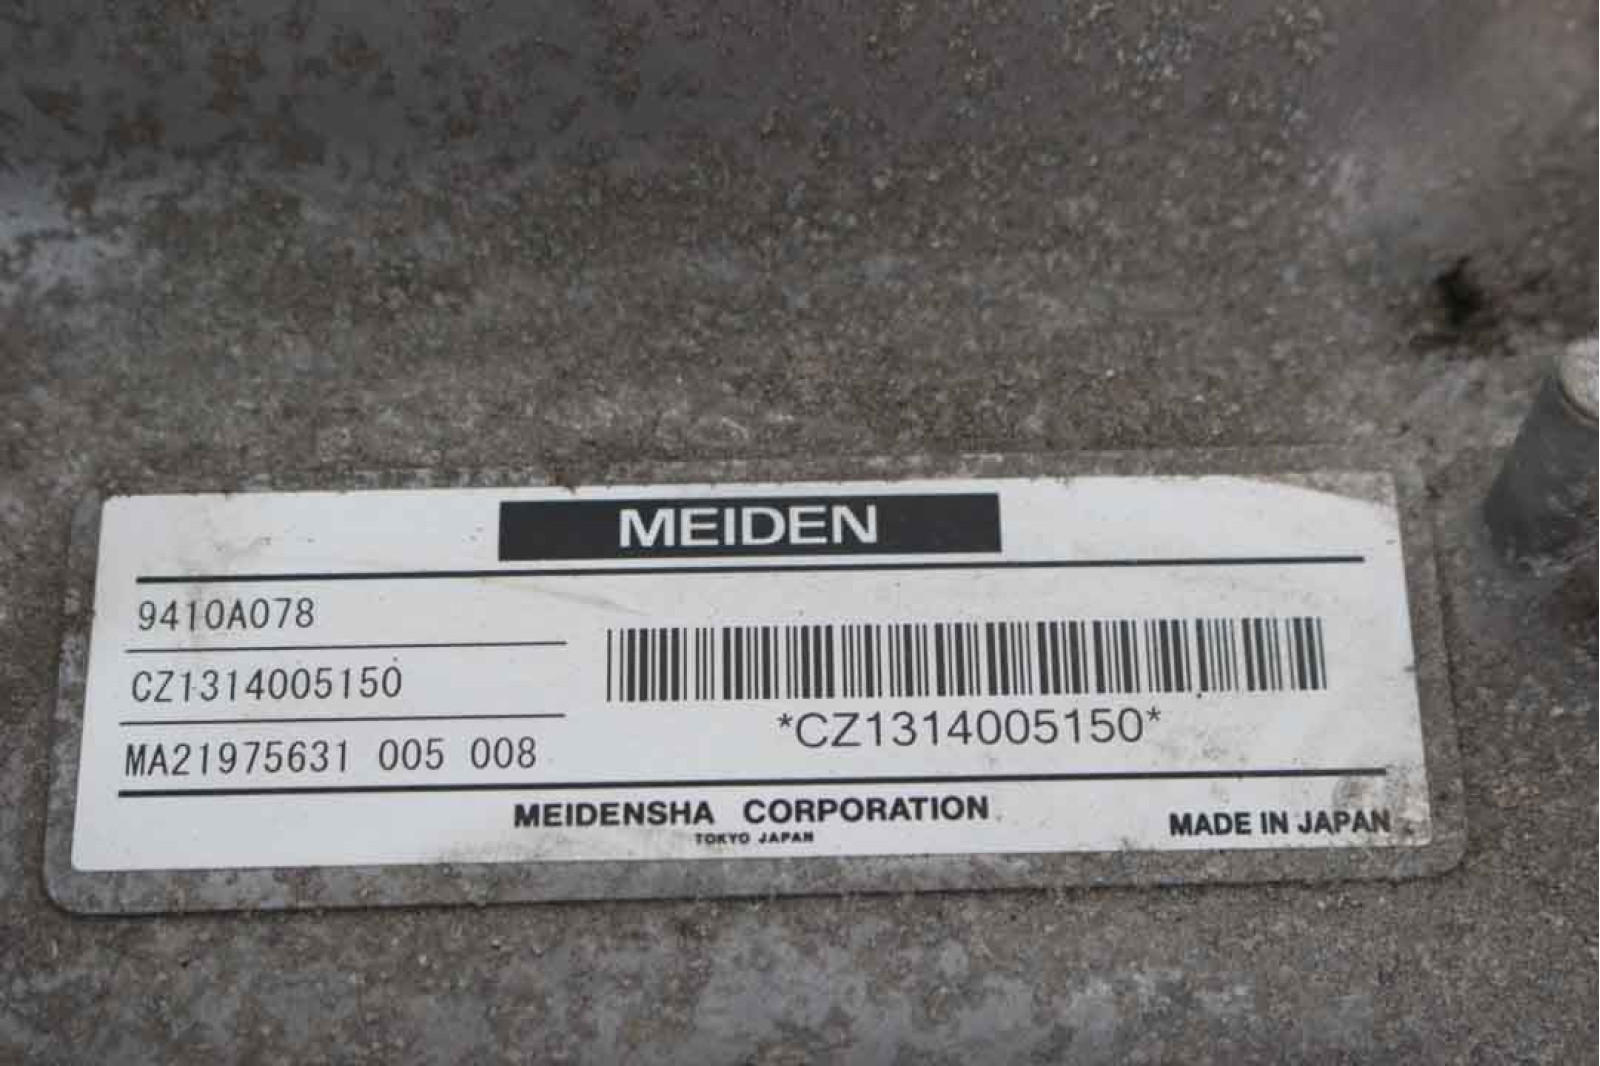 MEIDEN
9410A078
CZ1314005150
MA21975631 005 008
*CZ1314005150*
MEIDENSHA CORPORATION
TOKYO JAPAN
MADE IN JAPAN